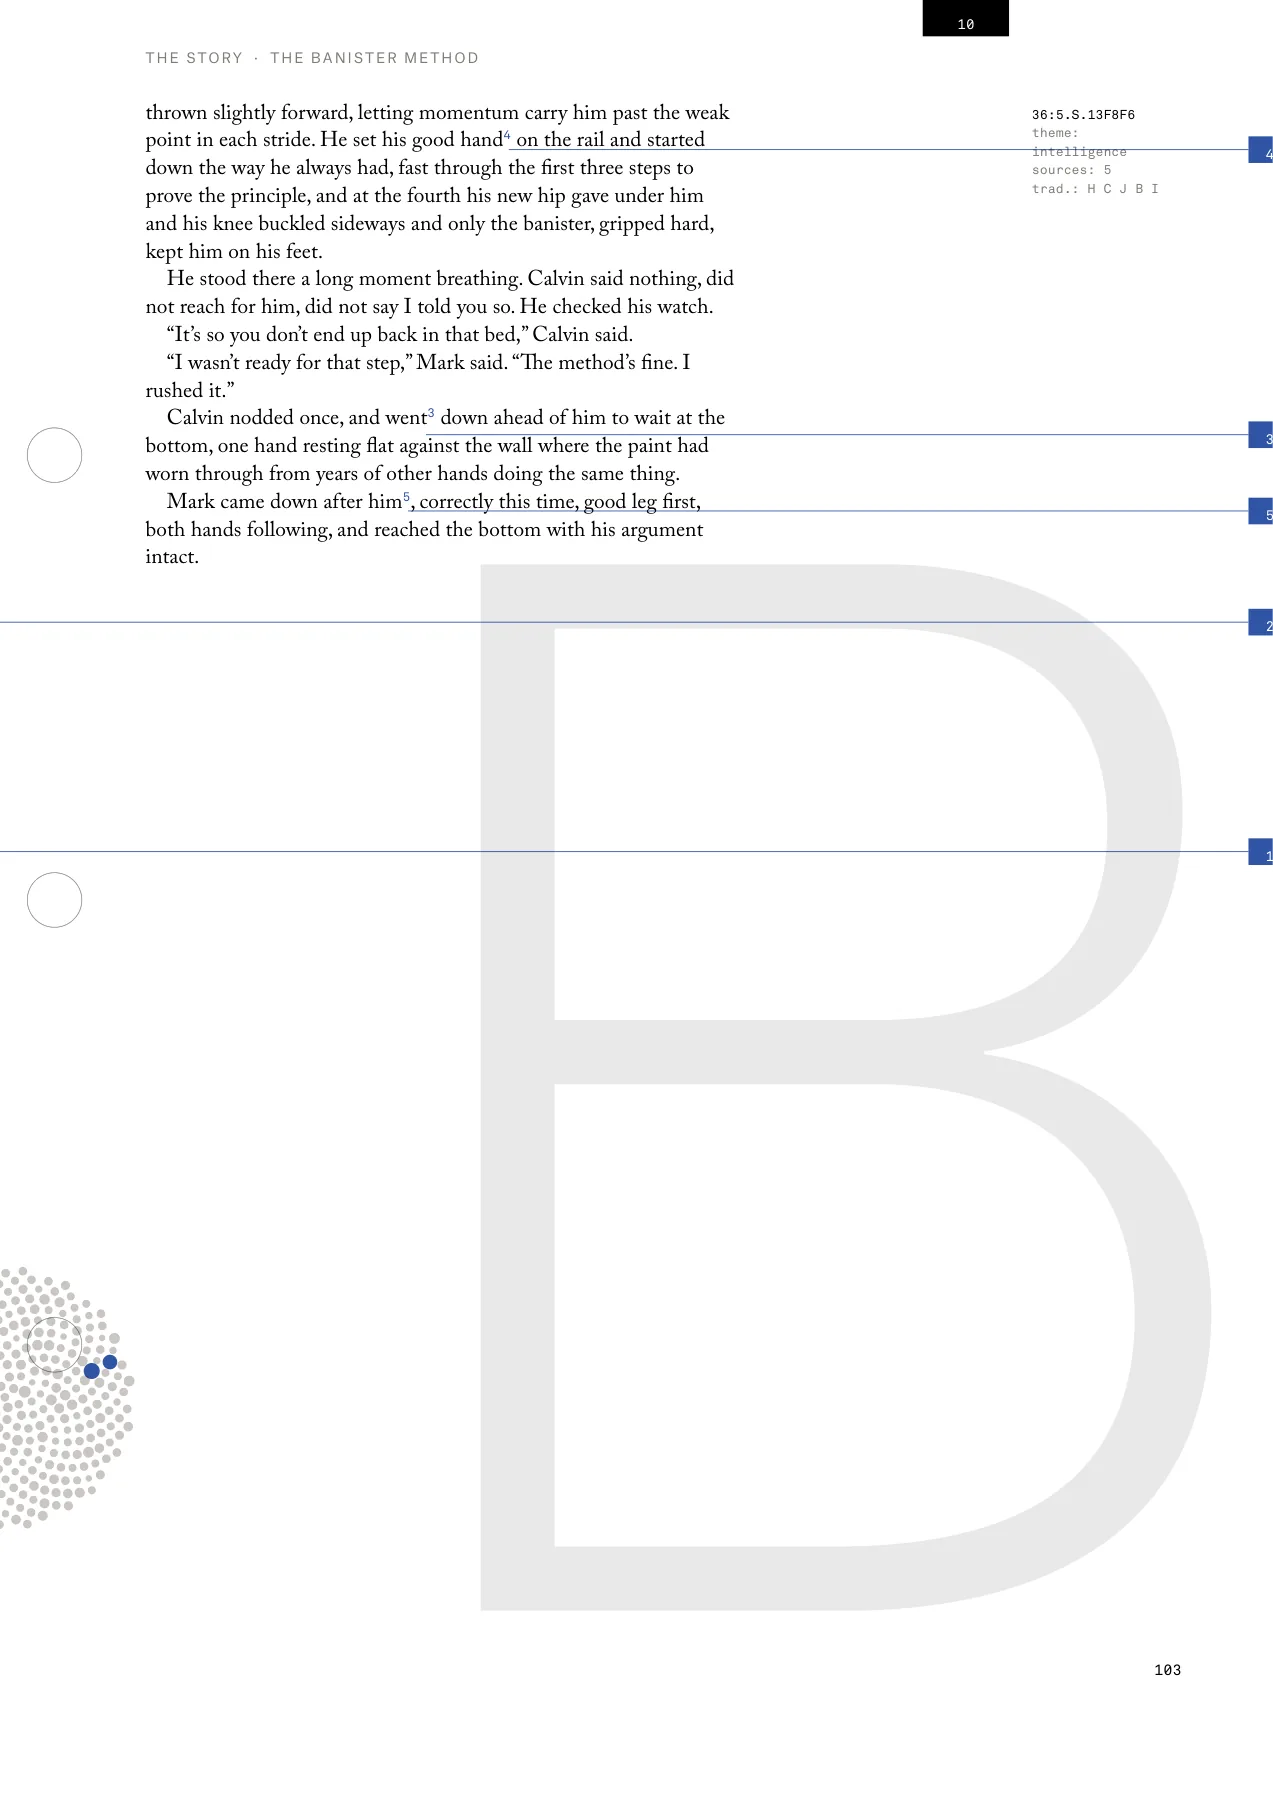 10
THE STORY · THE BANISTER METHOD
thrown slightly forward, letting momentum carry him past the weak
point in each stride. He set his good hand4 on the rail and started
down the way he always had, fast through the first three steps to
prove the principle, and at the fourth his new hip gave under him
and his knee buckled sideways and only the banister, gripped hard,
kept him on his feet.
He stood there a long moment breathing. Calvin said nothing, did
not reach for him, did not say I told you so. He checked his watch.
“It’s so you don’t end up back in that bed,” Calvin said.
“I wasn’t ready for that step,” Mark said. “The method’s fine. I
rushed it.”
Calvin nodded once, and went3 down ahead of him to wait at the
bottom, one hand resting flat against the wall where the paint had
worn through from years of other hands doing the same thing.
Mark came down after him5, correctly this time, good leg first,
both hands following, and reached the bottom with his argument
intact.
36:5.S.13F8F6
theme:
intelligence
sources: 5
trad.: H C J B I
4
3
5
2
1
B
103